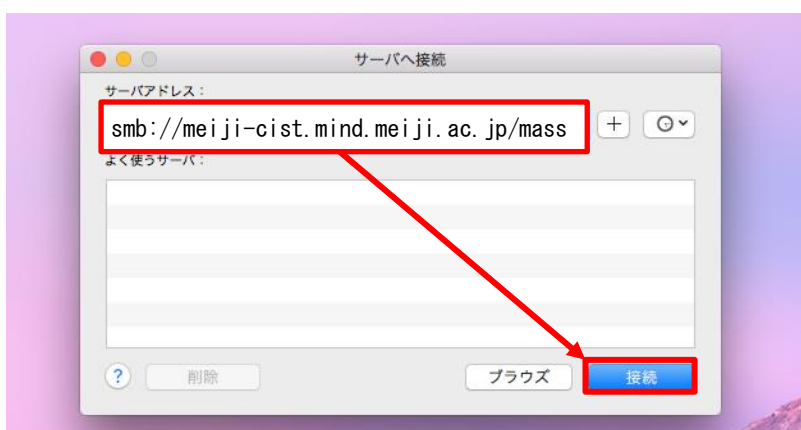 サーバへ接続
サーバアドレス：
smb://meiji-cist.mind.meiji.ac.jp/mass
+
よく使うサーバ：
?
削除
ブラウズ
接続